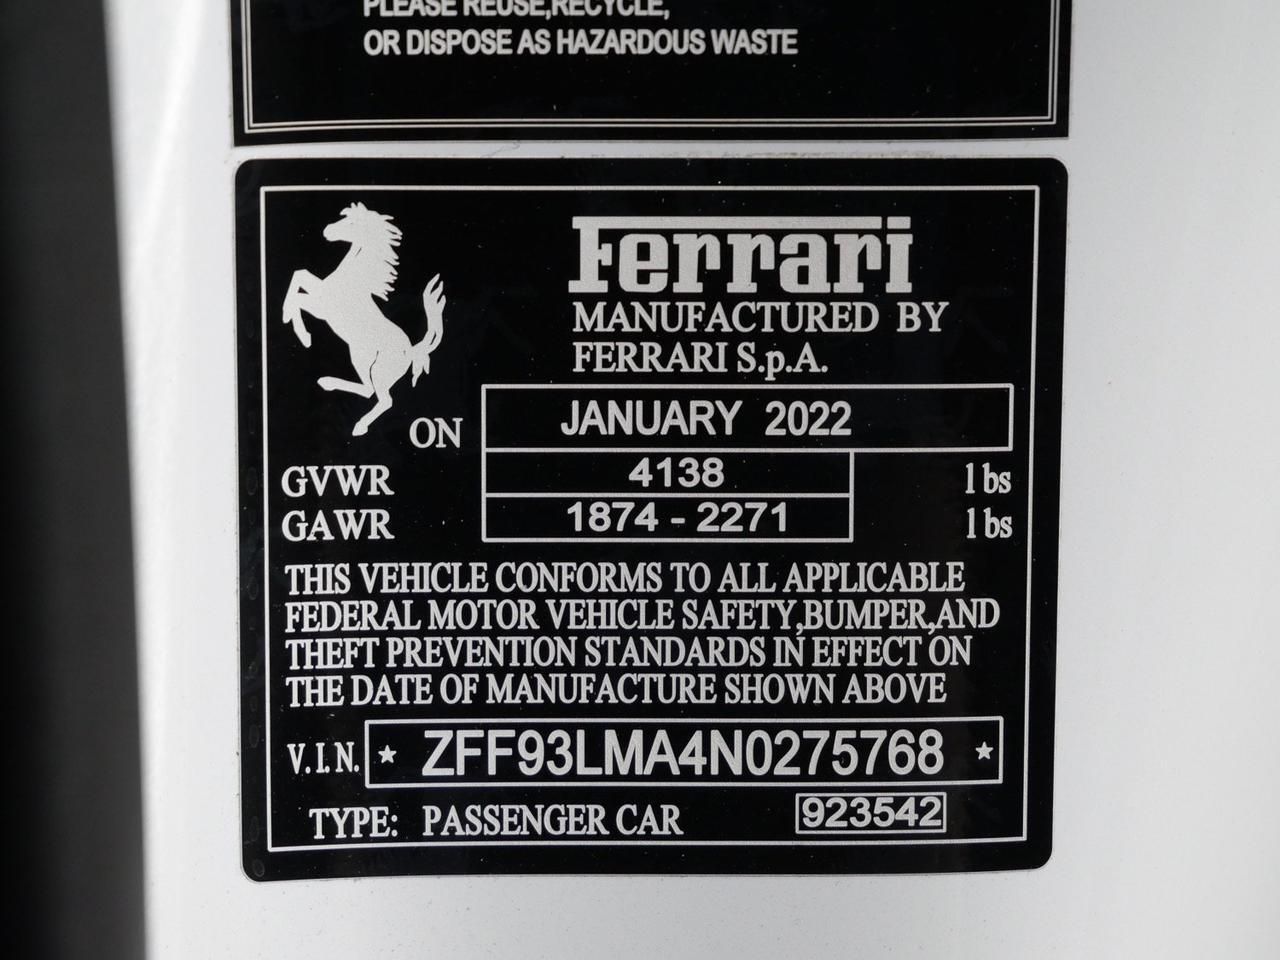 PLEASE REUSE,RECYCLE,
OR DISPOSE AS HAZARDOUS WASTE
Ferrari
MANUFACTURED BY
FERRARI S.p.A.
ON JANUARY 2022
GVWR 4138 lbs
GAWR 1874 - 2271 lbs
THIS VEHICLE CONFORMS TO ALL APPLICABLE
FEDERAL MOTOR VEHICLE SAFETY,BUMPER,AND
THEFT PREVENTION STANDARDS IN EFFECT ON
THE DATE OF MANUFACTURE SHOWN ABOVE
V.I.N. * ZFF93LMA4N0275768 *
TYPE: PASSENGER CAR 923542